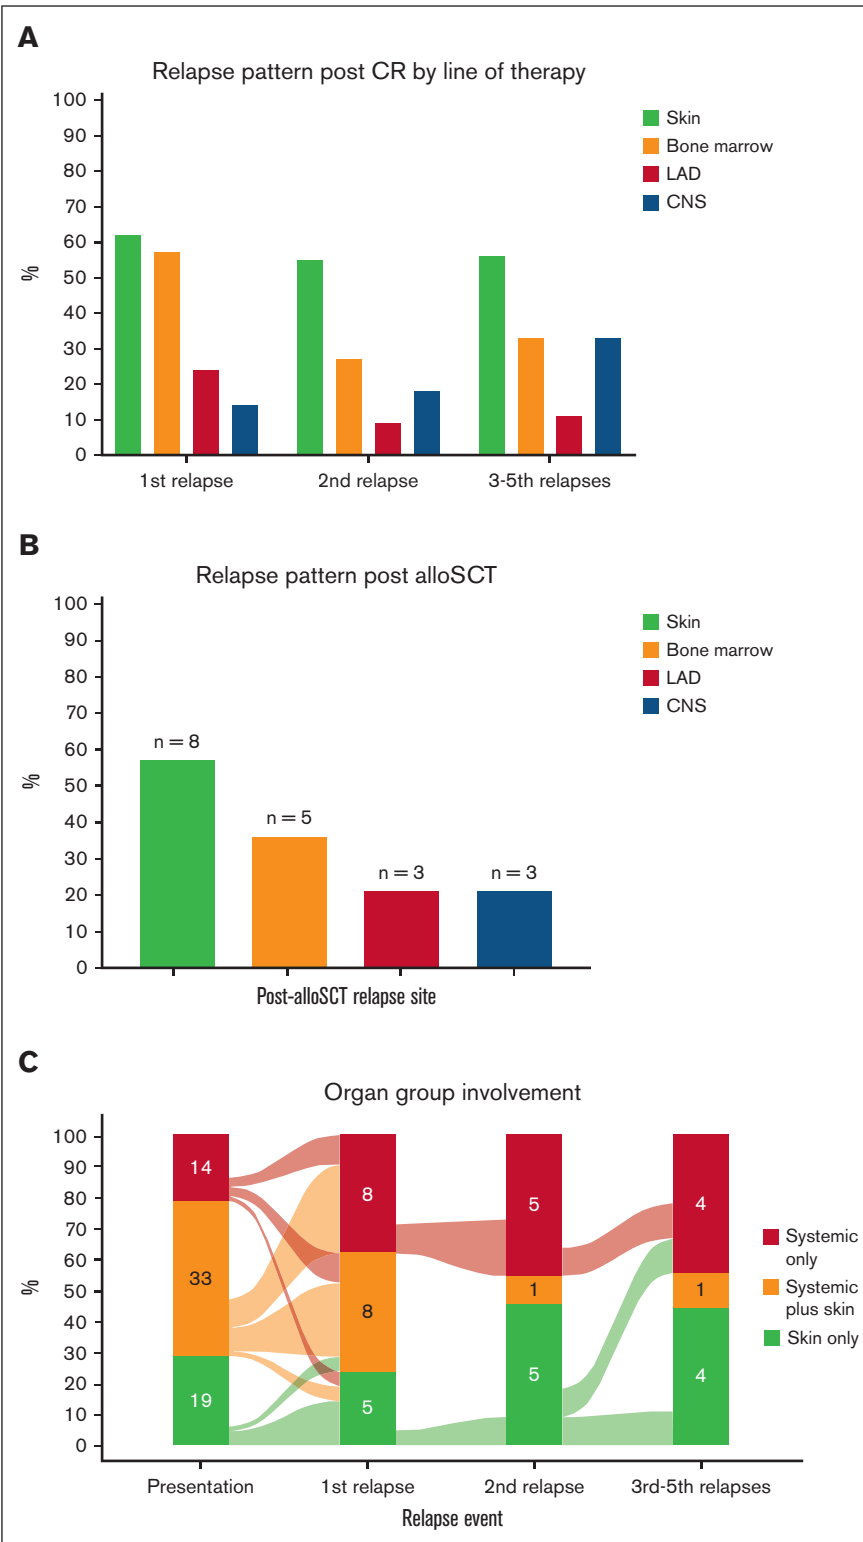 A
Relapse pattern post CR by line of therapy
100
90
80
70
60
50
40
30
20
10
0
%
1st relapse
2nd relapse
3-5th relapses
Skin
Bone marrow
LAD
CNS
B
Relapse pattern post alloSCT
100
90
80
70
60
50
40
30
20
10
0
%
n = 8
n = 5
n = 3
n = 3
Post-alloSCT relapse site
Skin
Bone marrow
LAD
CNS
C
Organ group involvement
100
90
80
70
60
50
40
30
20
10
0
%
14
33
19
8
8
5
5
1
5
4
1
4
Presentation
1st relapse
2nd relapse
3rd-5th relapses
Relapse event
Systemic
only
Systemic
plus skin
Skin only